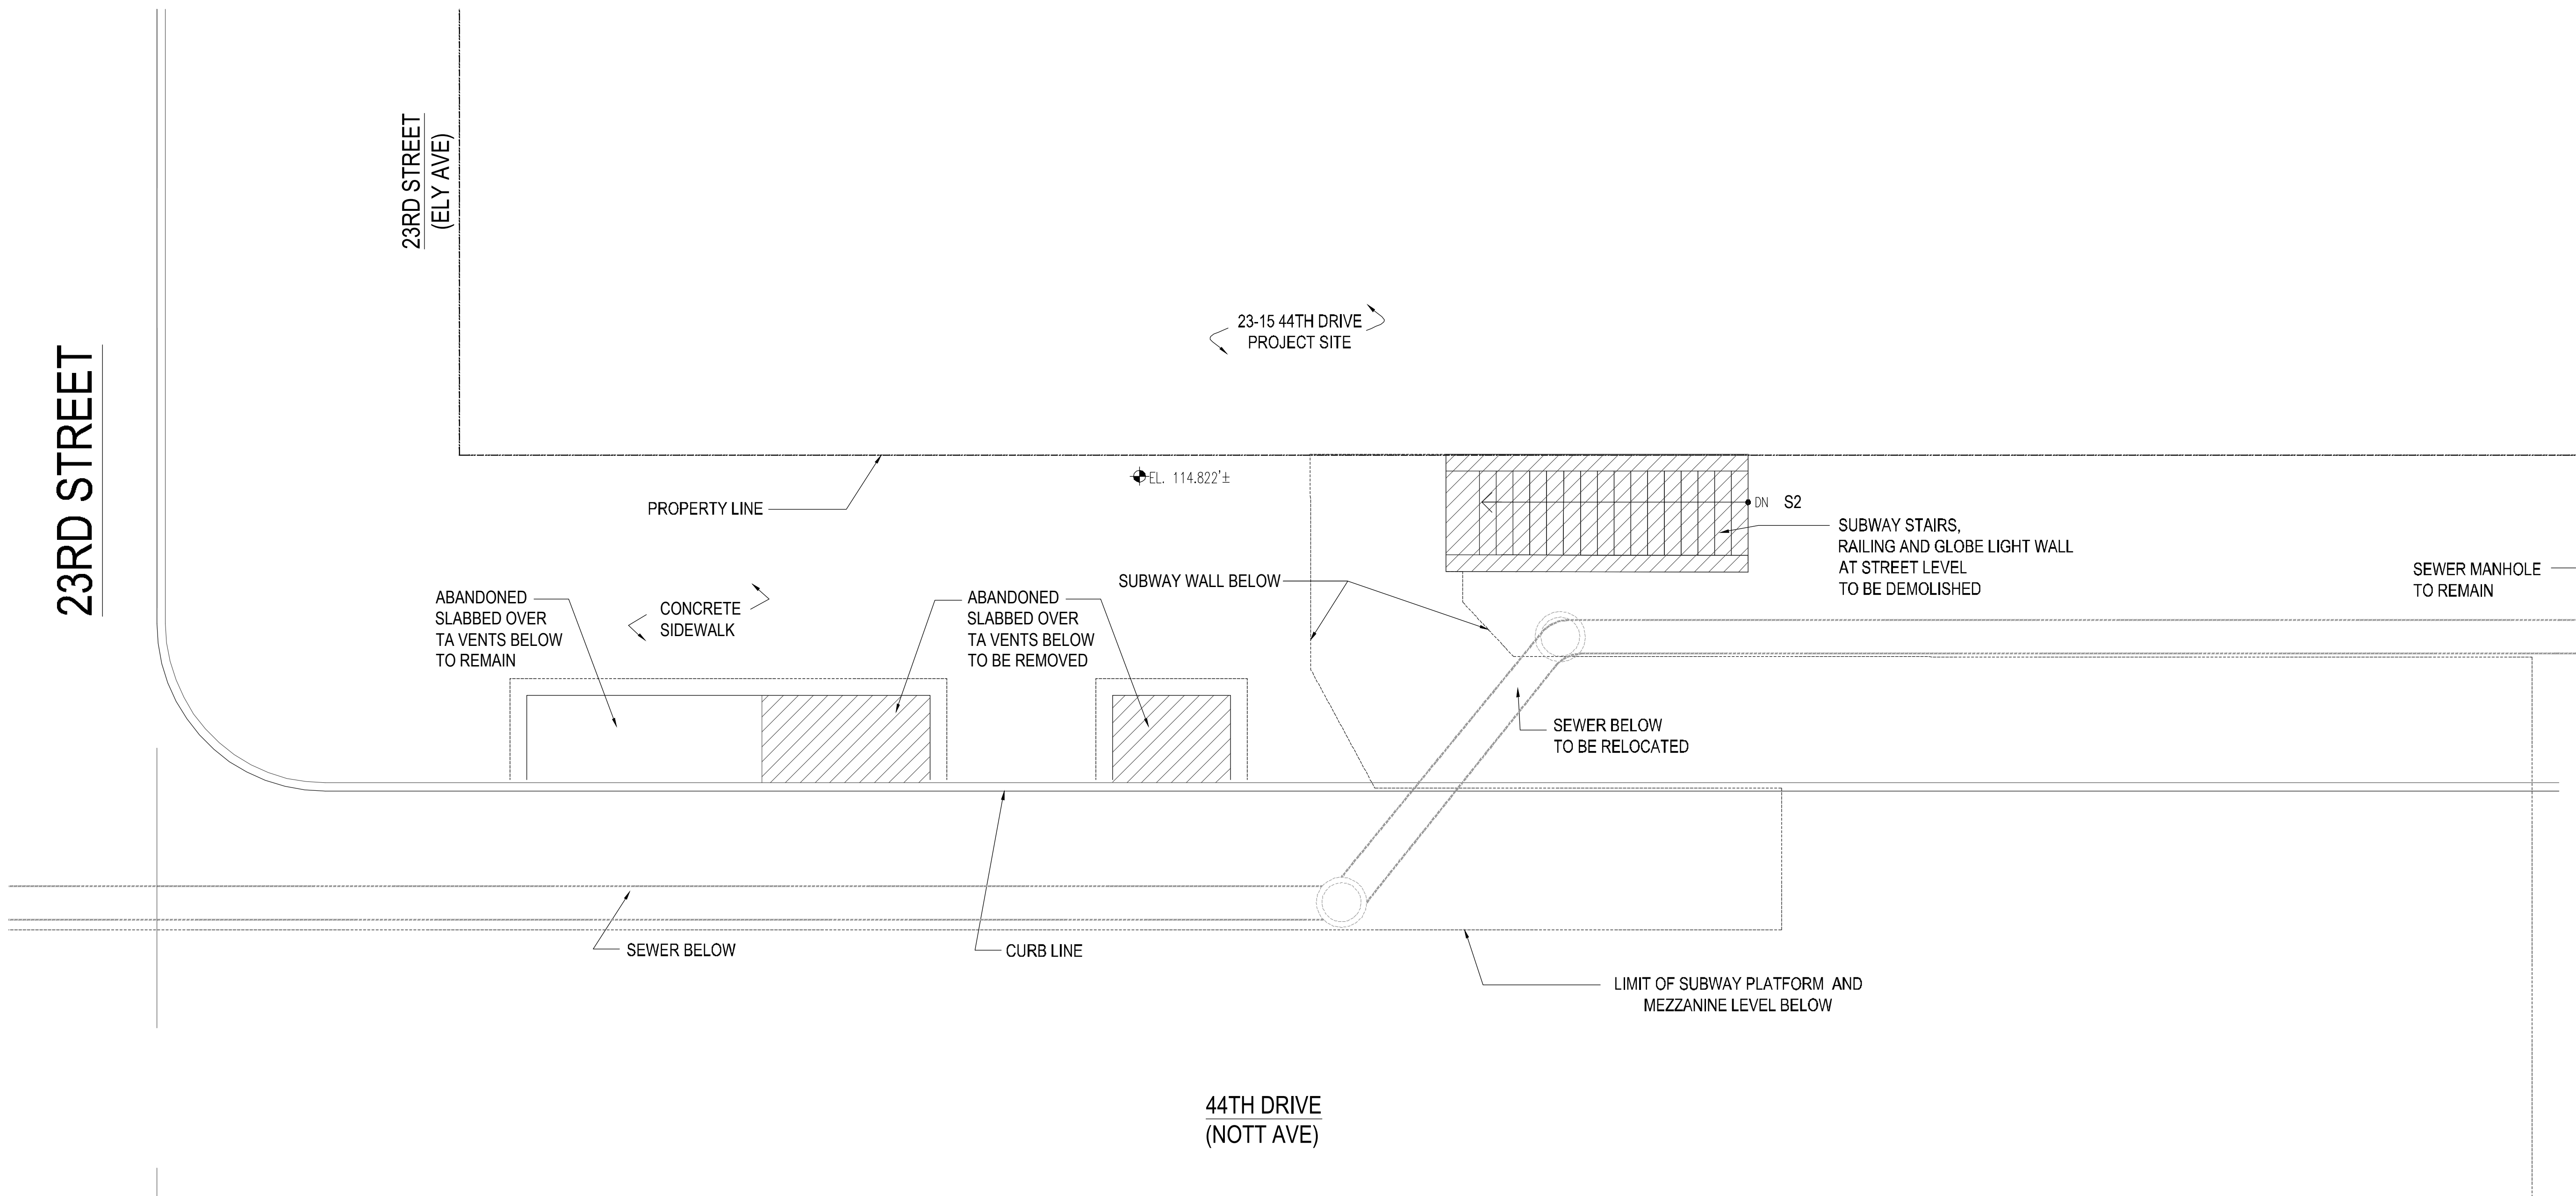 23RD STREET
(ELY AVE)
23RD STREET
23-15 44TH DRIVE
PROJECT SITE
EL. 114.822'±
PROPERTY LINE
DN
S2
SUBWAY STAIRS,
RAILING AND GLOBE LIGHT WALL
AT STREET LEVEL
TO BE DEMOLISHED
SEWER MANHOLE
TO REMAIN
SUBWAY WALL BELOW
ABANDONED
SLABBED OVER
TA VENTS BELOW
TO REMAIN
CONCRETE
SIDEWALK
ABANDONED
SLABBED OVER
TA VENTS BELOW
TO BE REMOVED
SEWER BELOW
TO BE RELOCATED
SEWER BELOW
CURB LINE
LIMIT OF SUBWAY PLATFORM AND
MEZZANINE LEVEL BELOW
44TH DRIVE
(NOTT AVE)